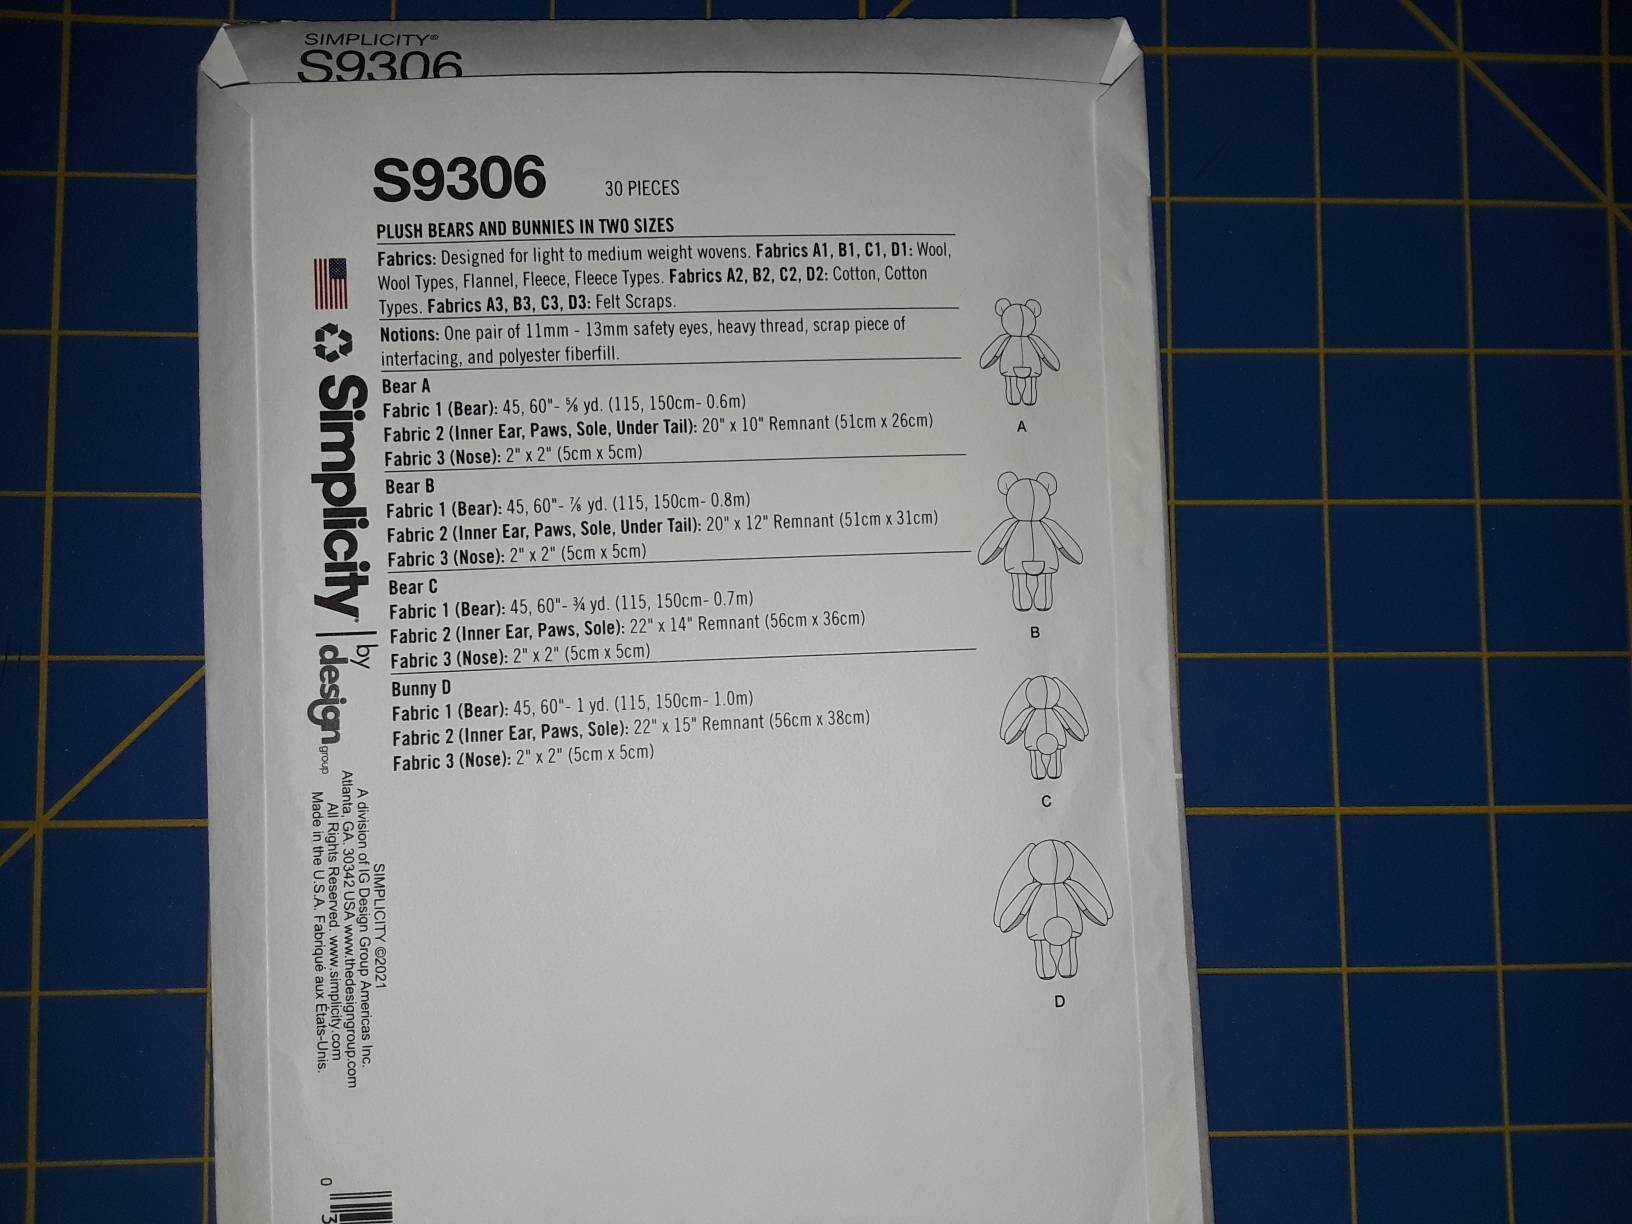 SIMPLICITY®
S9306
S9306 30 PIECES
PLUSH BEARS AND BUNNIES IN TWO SIZES
Fabrics: Designed for light to medium weight wovens. Fabrics A1, B1, C1, D1: Wool,
Wool Types, Flannel, Fleece, Fleece Types. Fabrics A2, B2, C2, D2: Cotton, Cotton
Types. Fabrics A3, B3, C3, D3: Felt Scraps.
Notions: One pair of 11mm - 13mm safety eyes, heavy thread, scrap piece of
interfacing, and polyester fiberfill.
Bear A
Fabric 1 (Bear): 45, 60"- ⅝ yd. (115, 150cm- 0.6m)
Fabric 2 (Inner Ear, Paws, Sole, Under Tail): 20" x 10" Remnant (51cm x 26cm)
Fabric 3 (Nose): 2" x 2" (5cm x 5cm)
Bear B
Fabric 1 (Bear): 45, 60"- ⅞ yd. (115, 150cm- 0.8m)
Fabric 2 (Inner Ear, Paws, Sole, Under Tail): 20" x 12" Remnant (51cm x 31cm)
Fabric 3 (Nose): 2" x 2" (5cm x 5cm)
Bear C
Fabric 1 (Bear): 45, 60"- ¾ yd. (115, 150cm- 0.7m)
Fabric 2 (Inner Ear, Paws, Sole): 22" x 14" Remnant (56cm x 36cm)
Fabric 3 (Nose): 2" x 2" (5cm x 5cm)
Bunny D
Fabric 1 (Bear): 45, 60"- 1 yd. (115, 150cm- 1.0m)
Fabric 2 (Inner Ear, Paws, Sole): 22" x 15" Remnant (56cm x 38cm)
Fabric 3 (Nose): 2" x 2" (5cm x 5cm)
A
B
C
D
Simplicity | by
design group
SIMPLICITY ©2021
A division of IG Design Group Americas Inc.
Atlanta, GA. 30342 USA www.thedesigngroup.com
All Rights Reserved. www.simplicity.com
Made in the U.S.A. Fabriqué aux États-Unis.
0